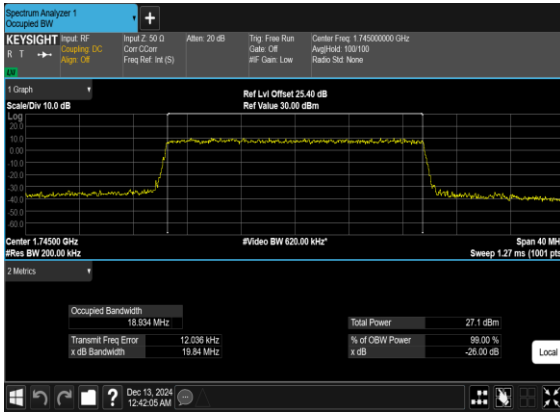 Spectrum Analyzer 1
Occupied BW
+
KEYSIGHT
R T
LW
Input: RF
Coupling: DC
Align: Off
Input Z: 50 Ω
Corr CCorr
Freq Ref: Int (S)
Atten: 20 dB
Trig: Free Run
Gate: Off
#IF Gain: Low
Center Freq: 1.745000000 GHz
Avg|Hold: 100/100
Radio Std: None
1 Graph
Scale/Div 10.0 dB
Ref Lvl Offset 25.40 dB
Ref Value 30.00 dBm
Log
20.0
10.0
0.00
-10.0
-20.0
-30.0
-40.0
-50.0
-60.0
Center 1.74500 GHz
#Res BW 200.00 kHz
#Video BW 620.00 kHz*
Span 40 MH
Sweep 1.27 ms (1001 pts
2 Metrics
Occupied Bandwidth
18.934 MHz
Transmit Freq Error 12.036 kHz
x dB Bandwidth 19.84 MHz
Total Power 27.1 dBm
% of OBW Power 99.00 %
x dB -26.00 dB
Local
?
Dec 13, 2024
12:42:05 AM